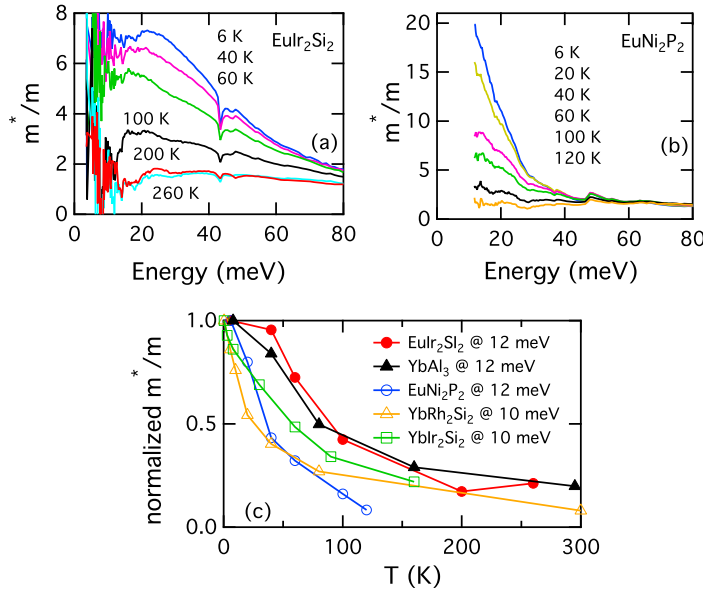 8
6
4
2
0
m*/m
6 K
40 K
60 K
EuIr2Si2
100 K
200 K
260 K
(a)
0 20 40 60 80
Energy (meV)
20
15
10
5
0
m*/m
EuNi2P2
6 K
20 K
40 K
60 K
100 K
120 K
(b)
0 20 40 60 80
Energy (meV)
1.0
0.5
0.0
normalized m*/m
EuIr2SI2 @ 12 meV
YbAl3 @ 12 meV
EuNi2P2 @ 12 meV
YbRh2Si2 @ 10 meV
YbIr2Si2 @ 10 meV
(c)
0 100 200 300
T (K)